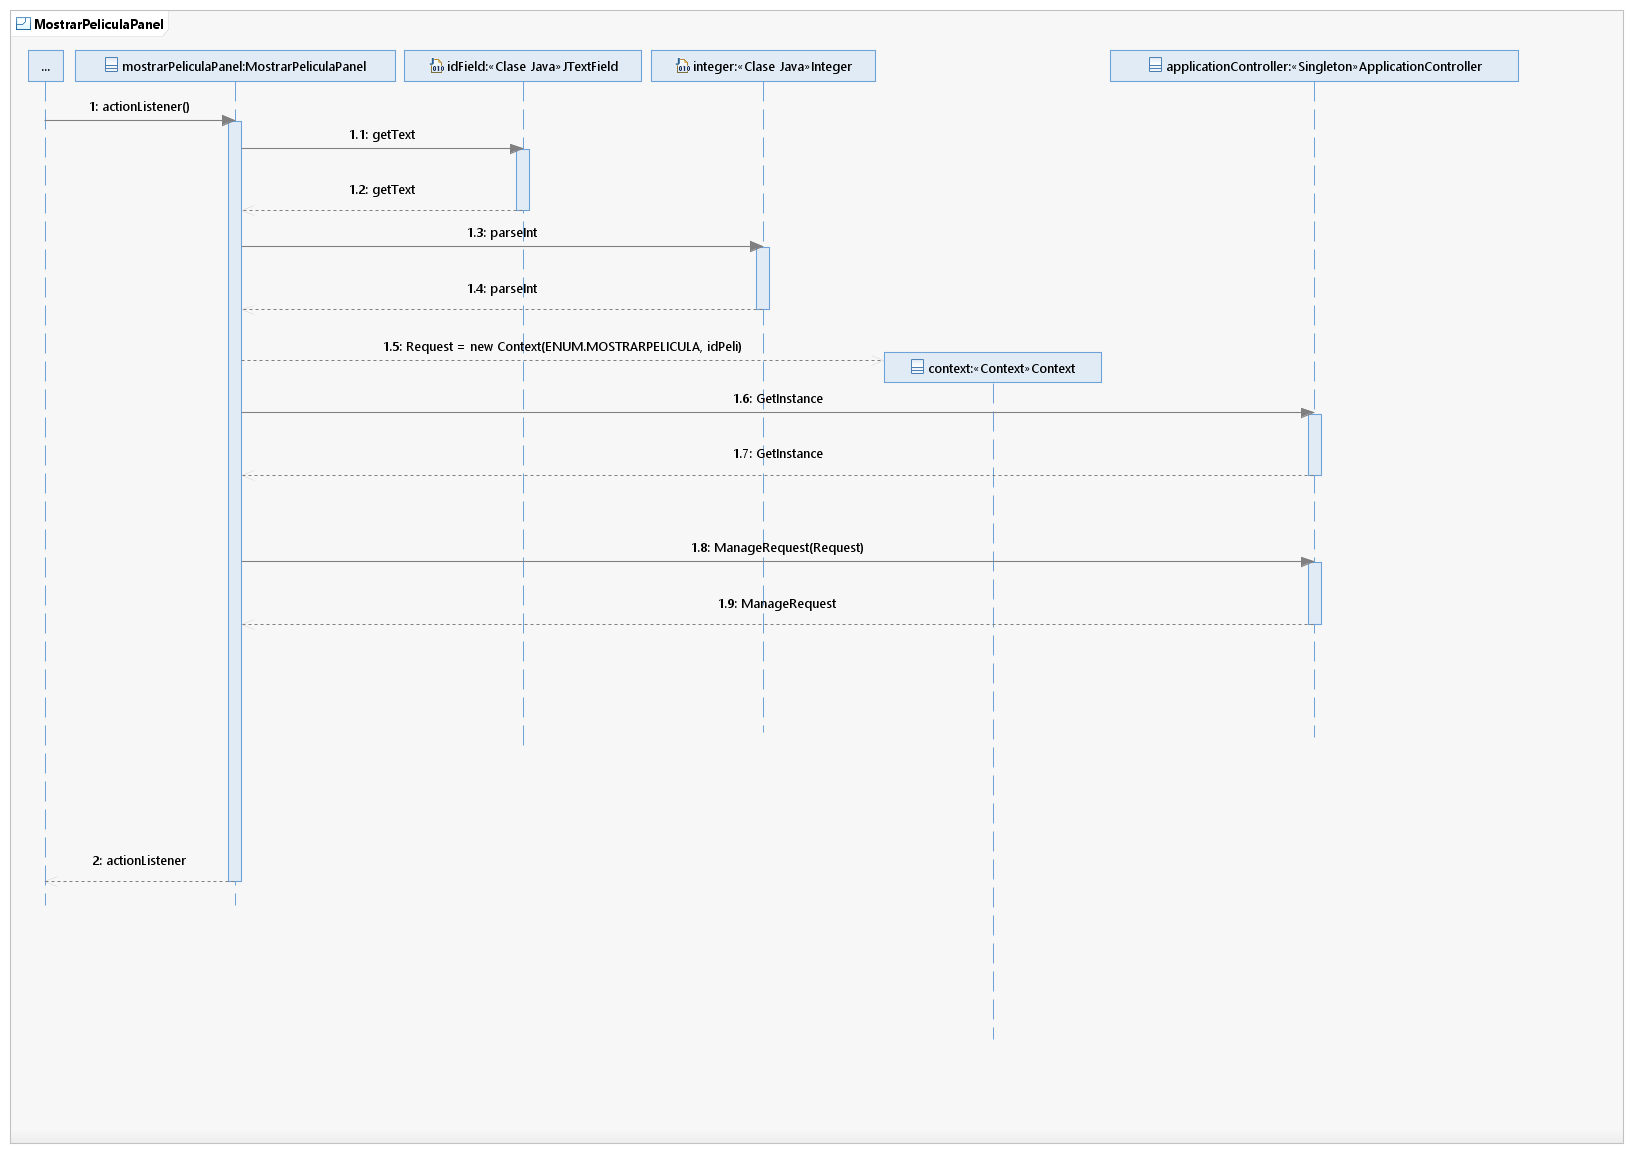 MostrarPeliculaPanel
...
mostrarPeliculaPanel:MostrarPeliculaPanel
idField:«Clase Java»JTextField
integer:«Clase Java»Integer
applicationController:«Singleton»ApplicationController
1: actionListener()
1.1: getText
1.2: getText
1.3: parseInt
1.4: parseInt
1.5: Request = new Context(ENUM.MOSTRARPELICULA, idPeli)
context:«Context»Context
1.6: GetInstance
1.7: GetInstance
1.8: ManageRequest(Request)
1.9: ManageRequest
2: actionListener